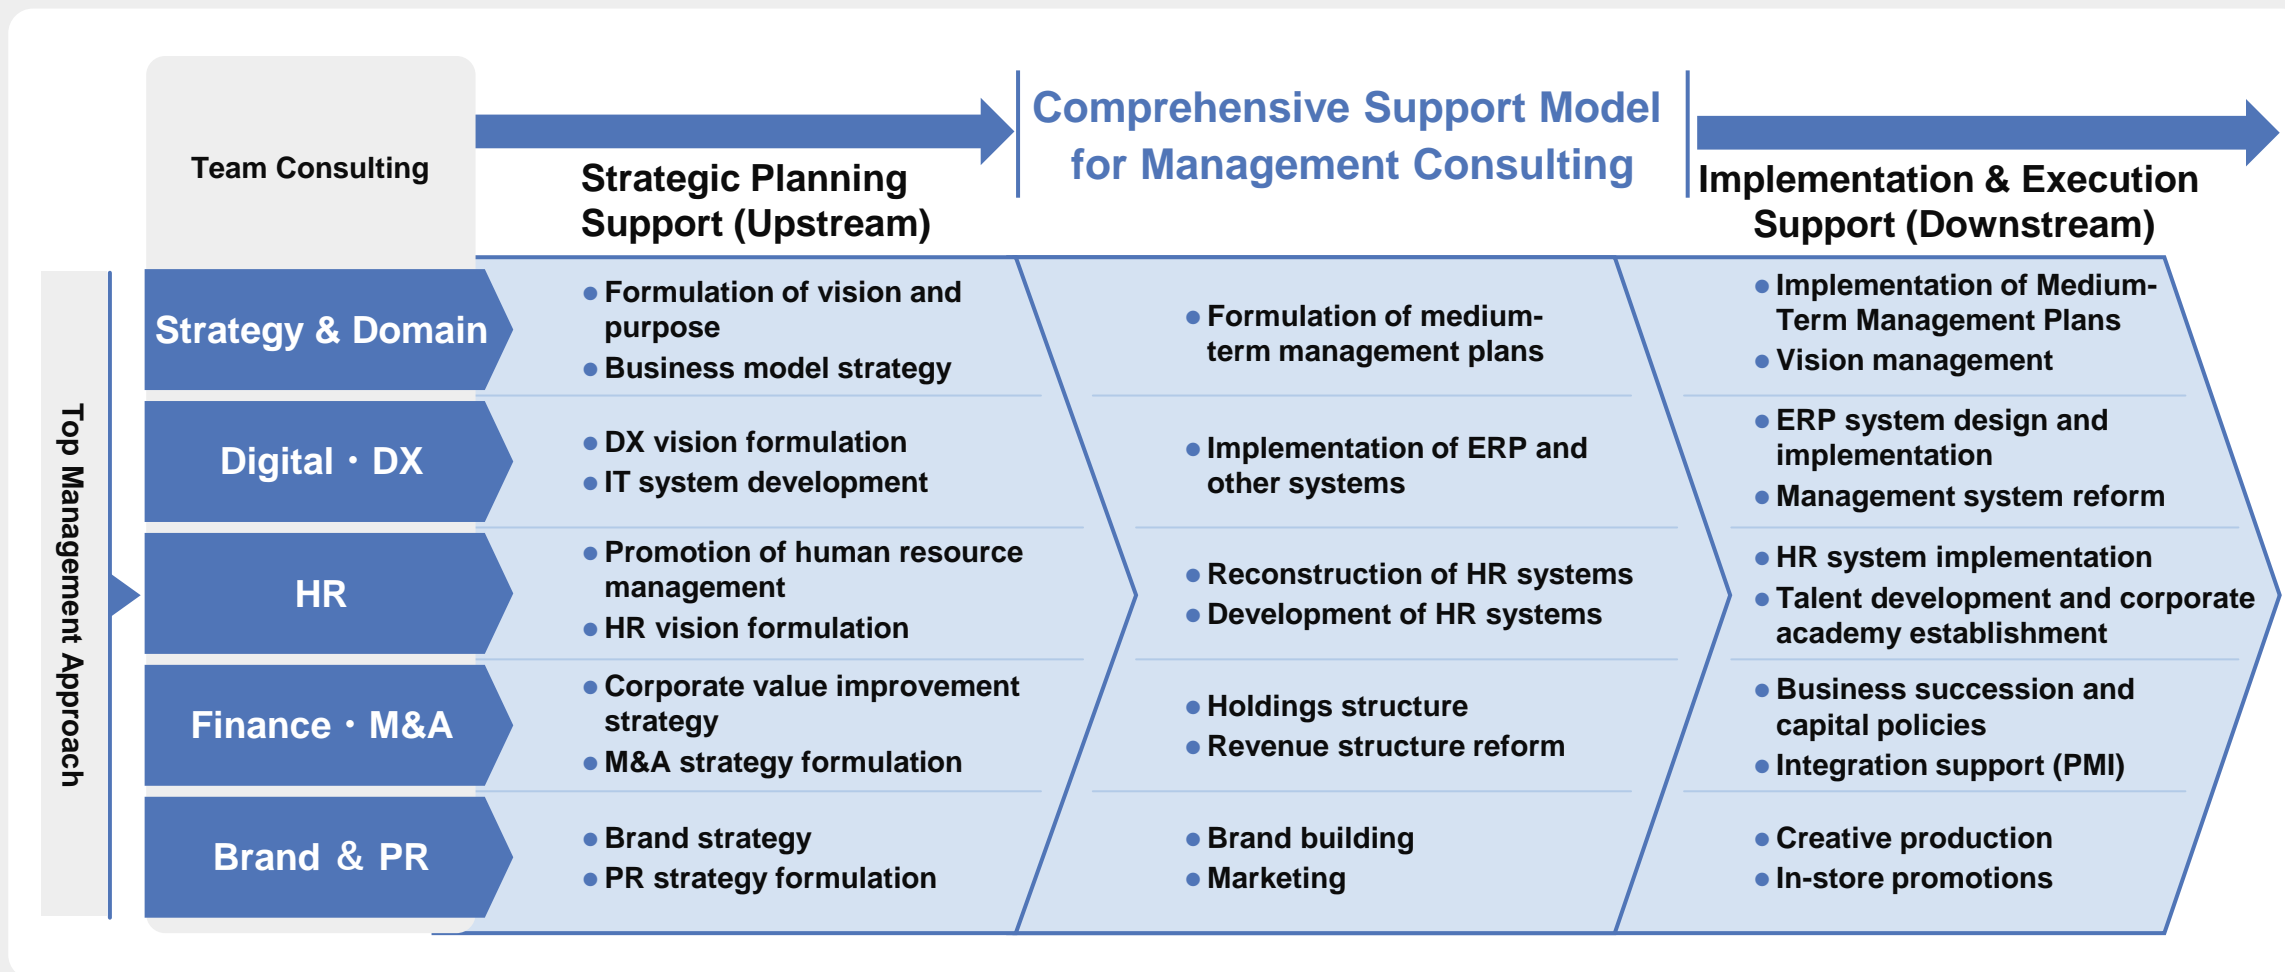 Team Consulting
Strategic Planning
Support (Upstream)
Comprehensive Support Model
for Management Consulting
Implementation & Execution
Support (Downstream)
Top Management Approach
Strategy & Domain
● Formulation of vision and
purpose
● Business model strategy
● Formulation of medium-
term management plans
● Implementation of Medium-
Term Management Plans
● Vision management
Digital・DX
● DX vision formulation
● IT system development
● Implementation of ERP and
other systems
● ERP system design and
implementation
● Management system reform
HR
● Promotion of human resource
management
● HR vision formulation
● Reconstruction of HR systems
● Development of HR systems
● HR system implementation
● Talent development and corporate
academy establishment
Finance・M&A
● Corporate value improvement
strategy
● M&A strategy formulation
● Holdings structure
● Revenue structure reform
● Business succession and
capital policies
● Integration support (PMI)
Brand ＆ PR
● Brand strategy
● PR strategy formulation
● Brand building
● Marketing
● Creative production
● In-store promotions